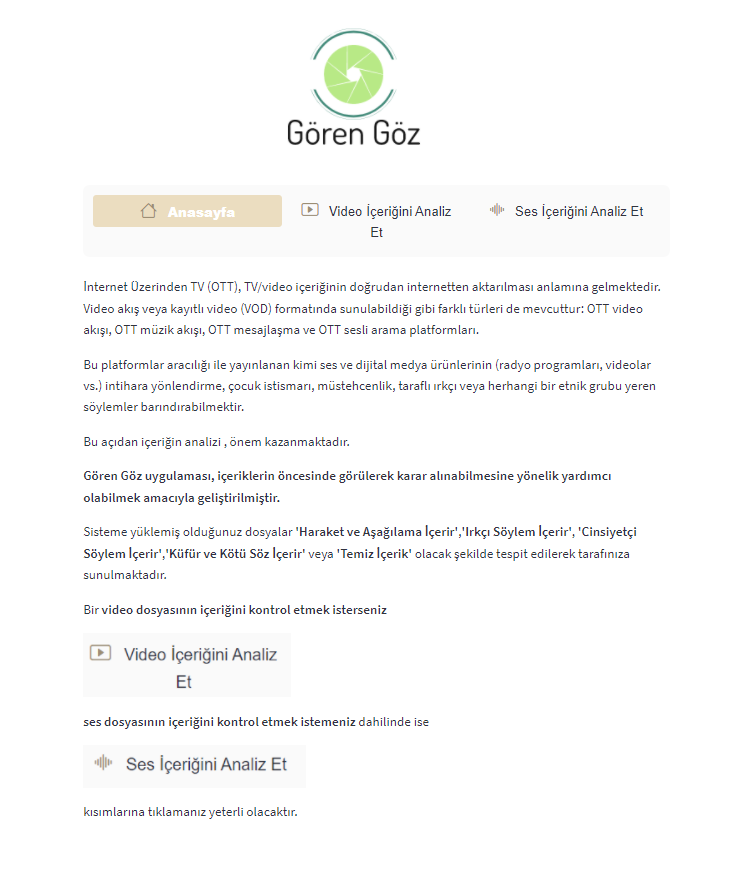 Gören Göz
Anasayfa
Video İçeriğini Analiz
Et
Ses İçeriğini Analiz Et
İnternet Üzerinden TV (OTT), TV/video içeriğinin doğrudan internetten aktarılması anlamına gelmektedir.
Video akış veya kayıtlı video (VOD) formatında sunulabildiği gibi farklı türleri de mevcuttur: OTT video
akışı, OTT müzik akışı, OTT mesajlaşma ve OTT sesli arama platformları.
Bu platformlar aracılığı ile yayınlanan kimi ses ve dijital medya ürünlerinin (radyo programları, videolar
vs.) intihara yönlendirme, çocuk istismarı, müstehcenlik, taraflı ırkçı veya herhangi bir etnik grubu yeren
söylemler barındırabilmektir.
Bu açıdan içeriğin analizi , önem kazanmaktadır.
Gören Göz uygulaması, içeriklerin öncesinde görülerek karar alınabilmesine yönelik yardımcı
olabilmek amacıyla geliştirilmiştir.
Sisteme yüklemiş olduğunuz dosyalar 'Haraket ve Aşağılama İçerir','Irkçı Söylem İçerir', 'Cinsiyetçi
Söylem İçerir','Küfür ve Kötü Söz İçerir' veya 'Temiz İçerik' olacak şekilde tespit edilerek tarafınıza
sunulmaktadır.
Bir video dosyasının içeriğini kontrol etmek isterseniz
Video İçeriğini Analiz
Et
ses dosyasının içeriğini kontrol etmek istemeniz dahilinde ise
Ses İçeriğini Analiz Et
kısımlarına tıklamanız yeterli olacaktır.